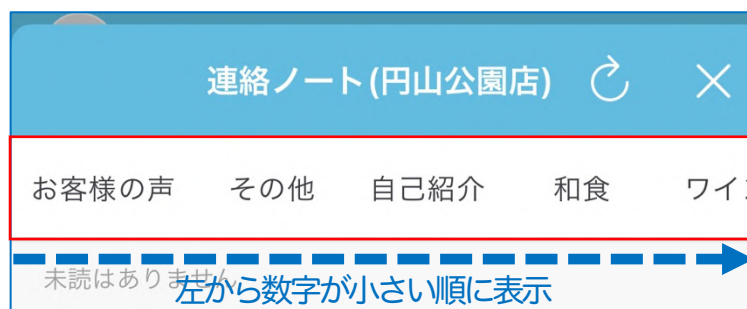 連絡ノート(円山公園店)
お客様の声 その他 自己紹介 和食 ワイ
未読はありません
左から数字が小さい順に表示